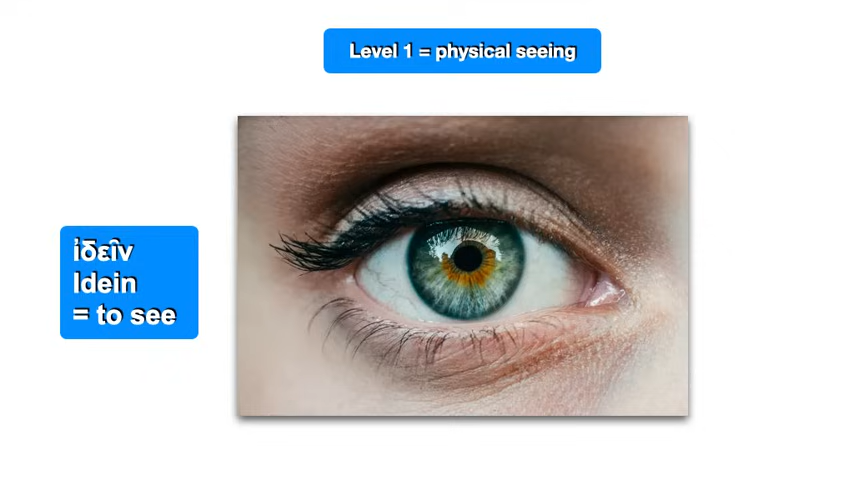 Level 1 = physical seeing
ἰδεῖν
Idein
= to see